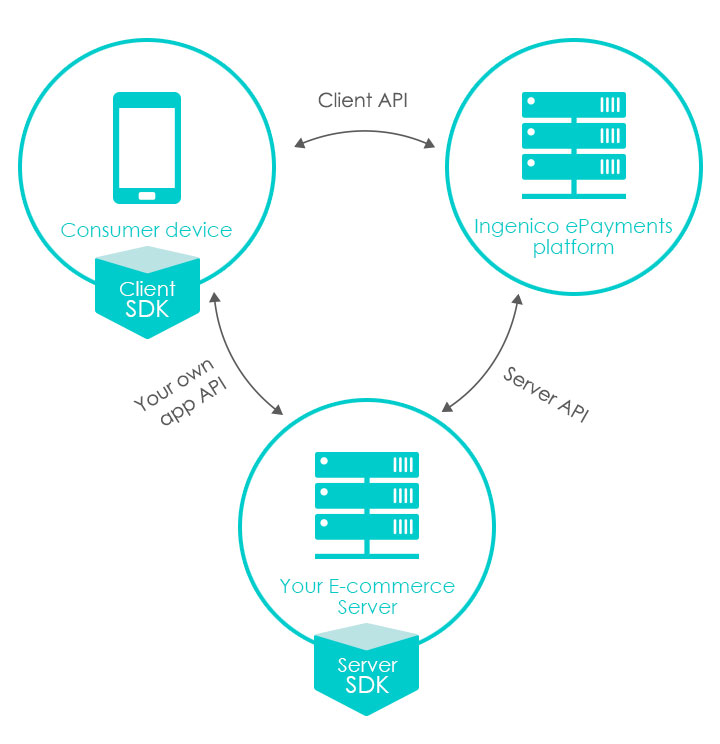 Client API
Consumer device
Client
SDK
Ingenico ePayments
platform
Your own
app API
Server API
Your E-commerce
Server
Server
SDK